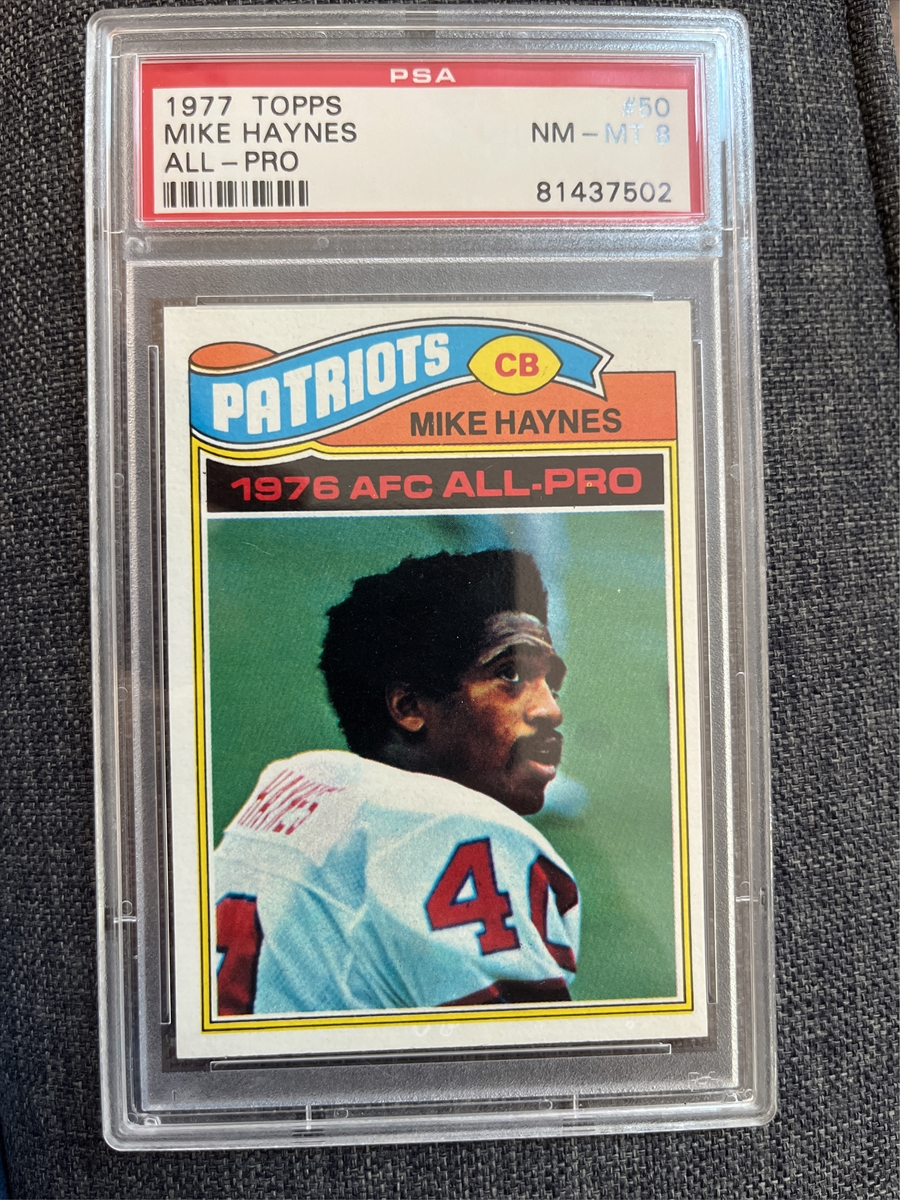 PSA
1977 TOPPS #50
MIKE HAYNES NM-MT 8
ALL-PRO
81437502
PATRIOTS CB
MIKE HAYNES
1976 AFC ALL-PRO
HAYNES
40